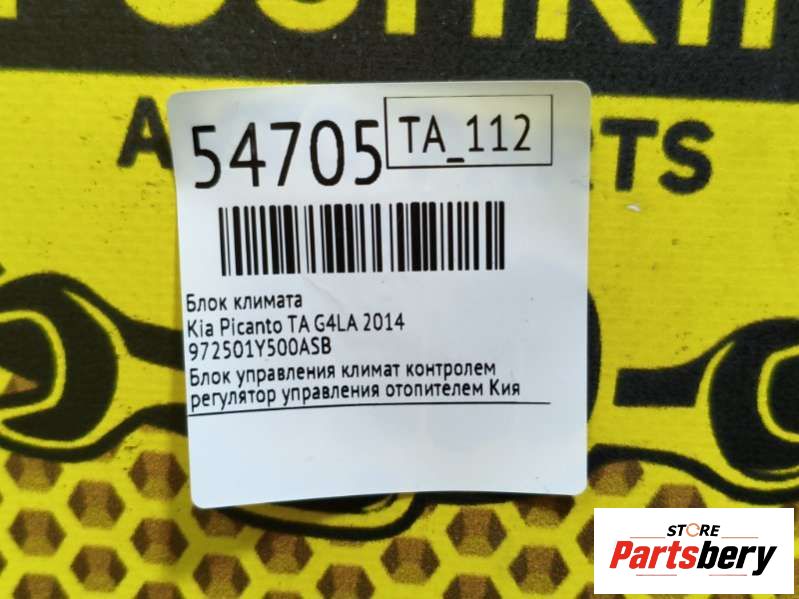 54705
TA_112
Блок климата
Kia Picanto TA G4LA 2014
972501Y500ASB
Блок управления климат контролем
регулятор управления отопителем Кия
STORE
Partsbery